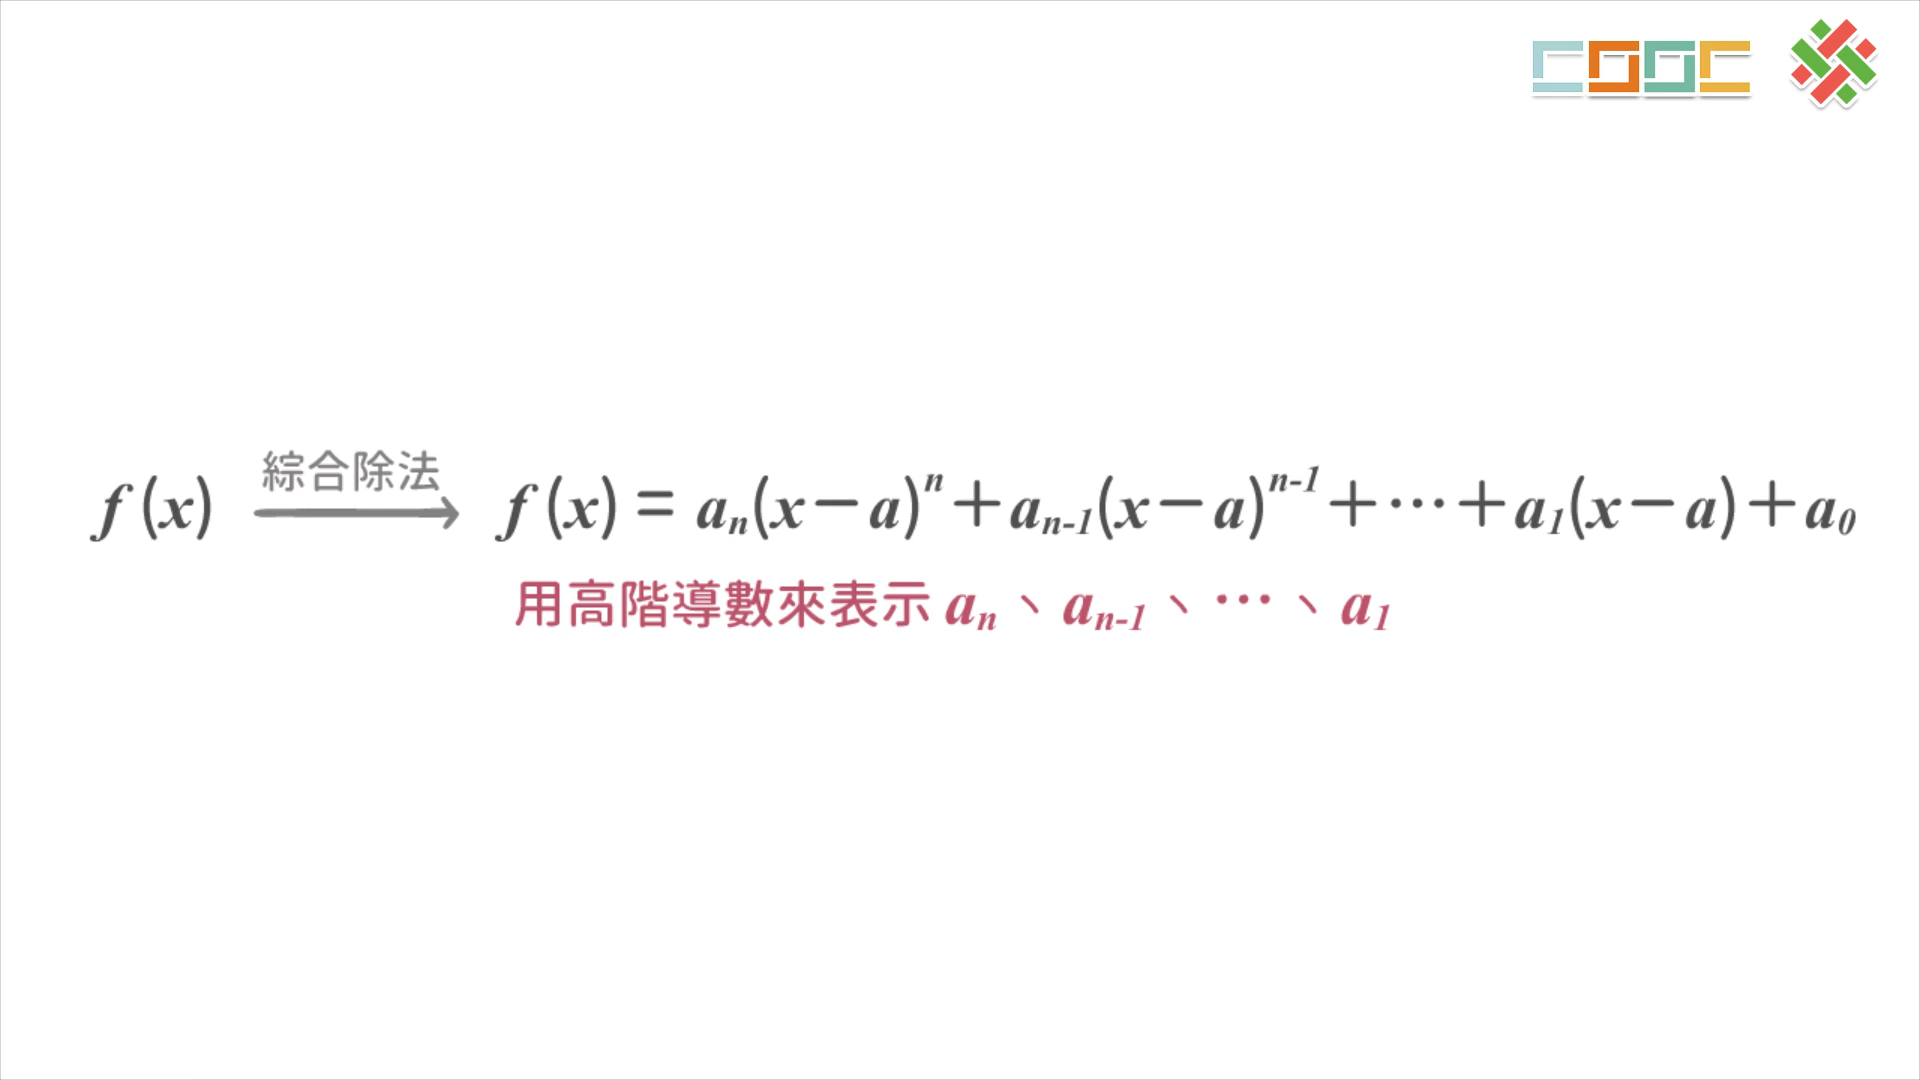 COOC
f(x) 綜合除法 f(x) = aₙ(x−a)ⁿ+aₙ₋₁(x−a)ⁿ⁻¹+⋯+a₁(x−a)+a₀
用高階導數來表示 aₙ、aₙ₋₁、⋯、a₁